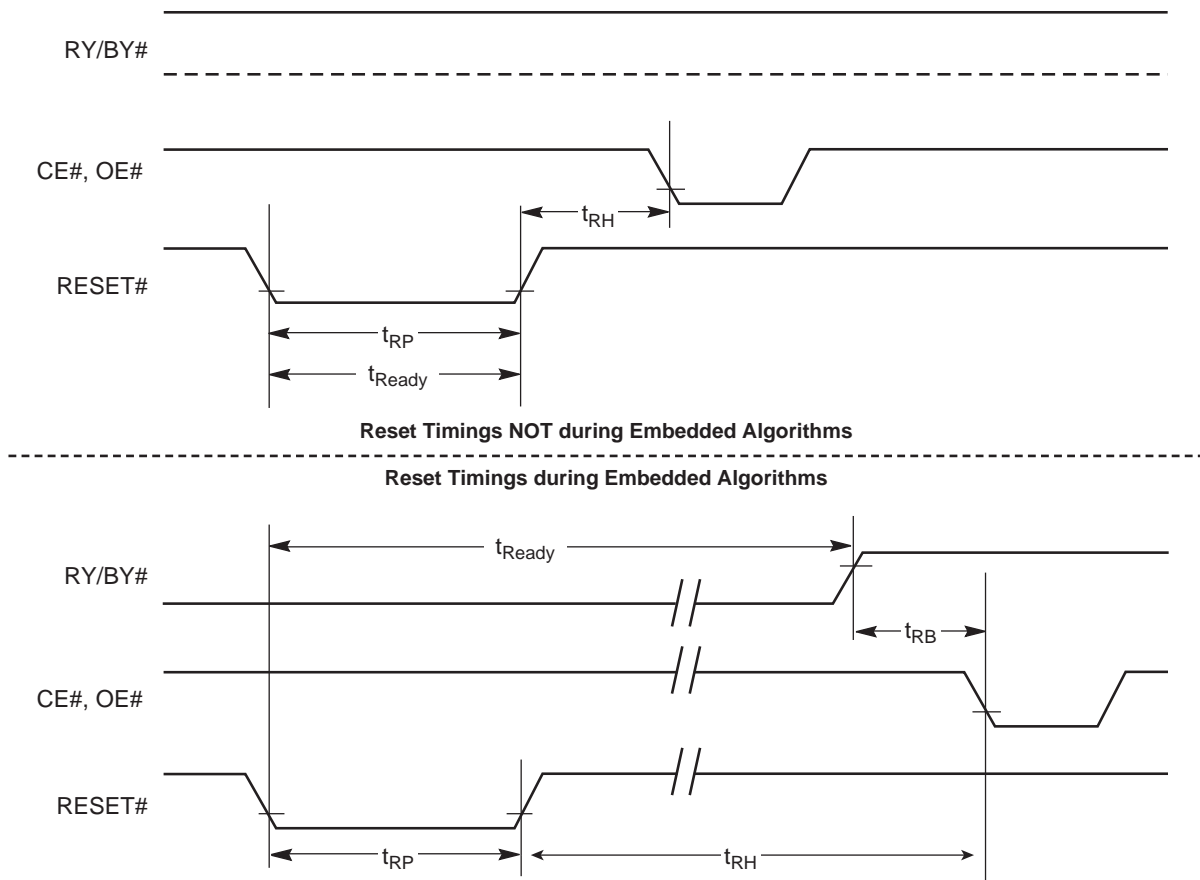 RY/BY#
CE#, OE#
tRH
RESET#
tRP
tReady
Reset Timings NOT during Embedded Algorithms
Reset Timings during Embedded Algorithms
tReady
RY/BY#
tRB
CE#, OE#
RESET#
tRP
tRH